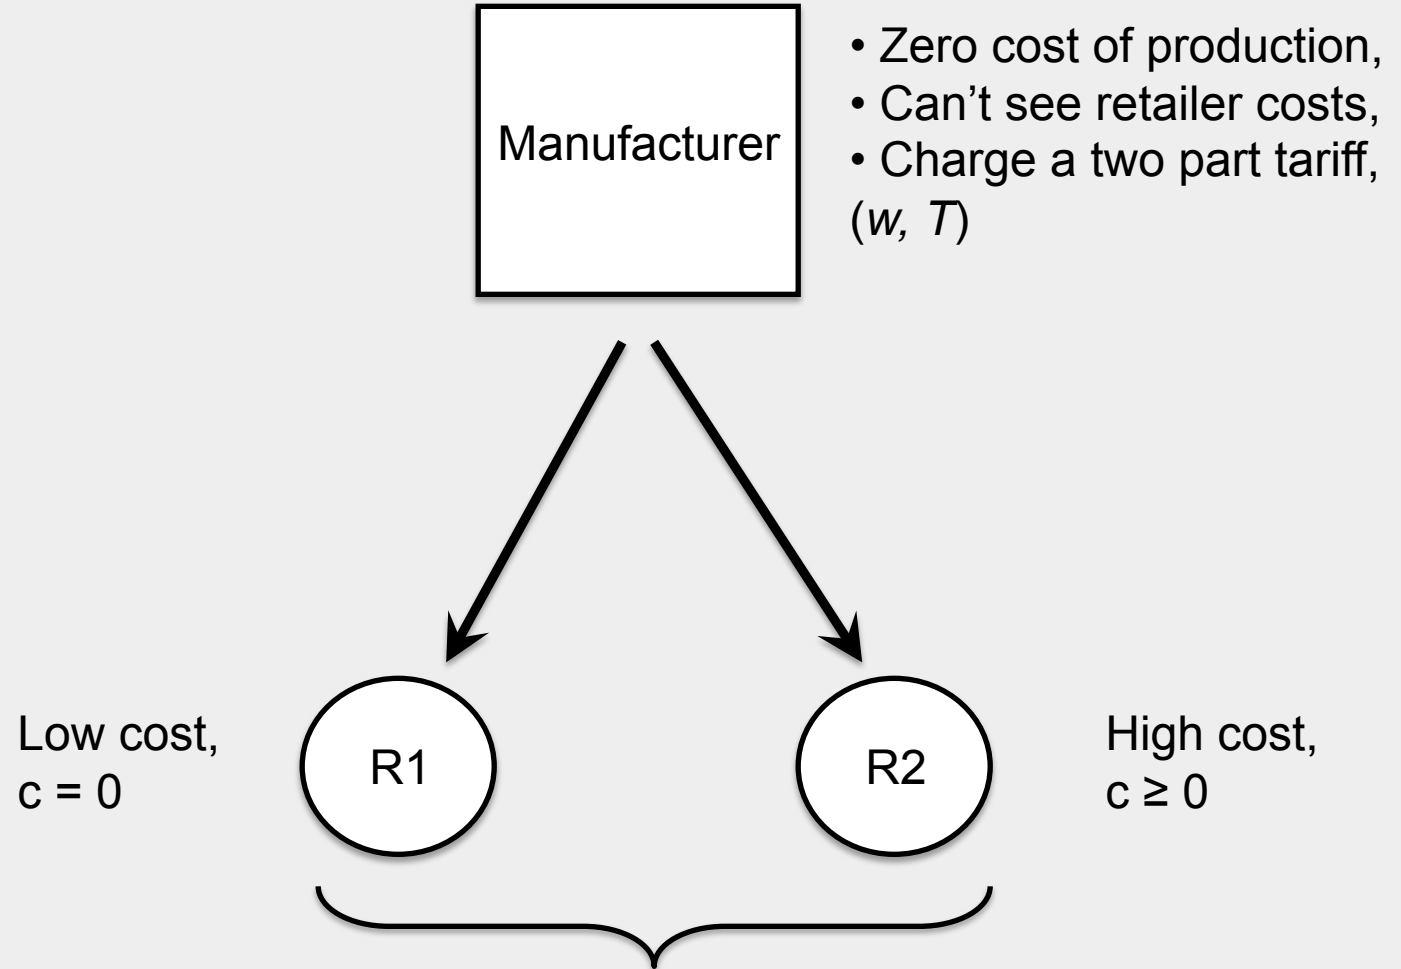 Manufacturer
• Zero cost of production,
• Can’t see retailer costs,
• Charge a two part tariff,
(w, T)
Low cost,
c = 0
R1
R2
High cost,
c ≥ 0